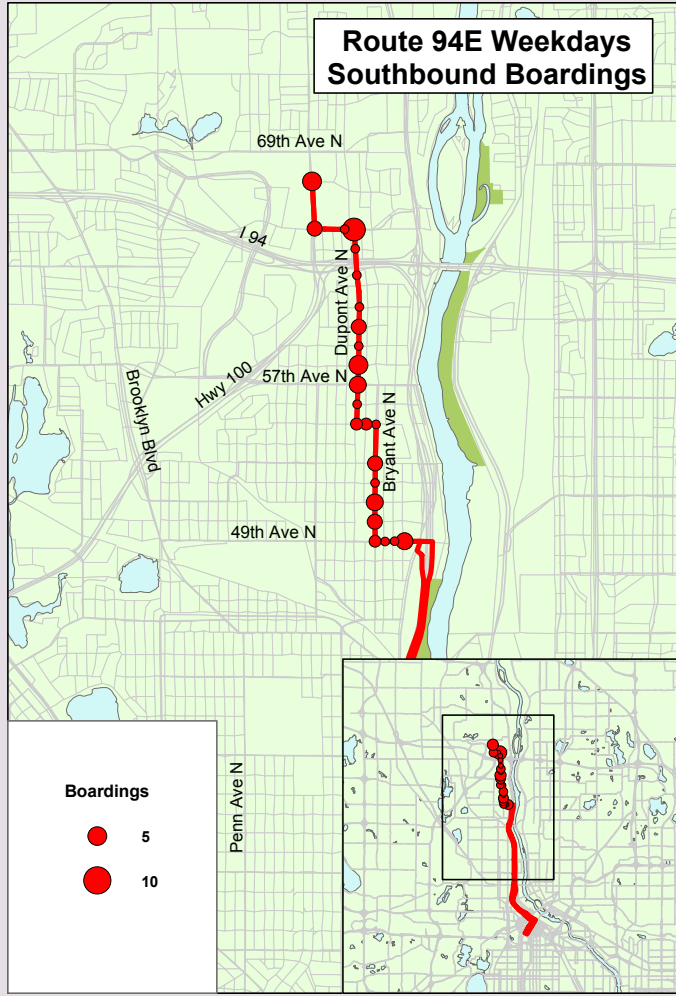 Route 94E Weekdays
Southbound Boardings
69th Ave N
I 94
Dupont Ave N
Hwy 100
57th Ave N
Brooklyn Blvd
Bryant Ave N
49th Ave N
Penn Ave N
Boardings
5
10